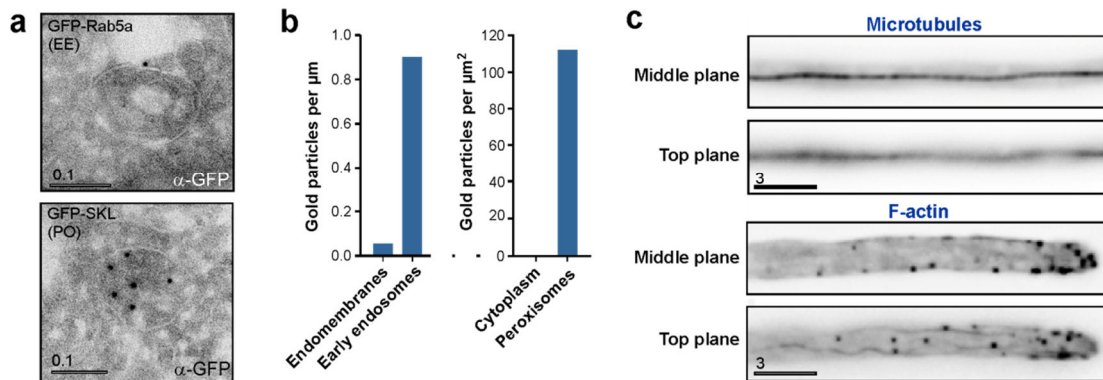 a
GFP-Rab5a
(EE)
0.1
α-GFP
GFP-SKL
(PO)
0.1
α-GFP
b
Gold particles per μm
1.0
0.8
0.6
0.4
0.2
0.0
Endomembranes
Early endosomes
Gold particles per μm²
120
100
80
60
40
20
0
Cytoplasm
Peroxisomes
c
Microtubules
Middle plane
Top plane
3
F-actin
Middle plane
Top plane
3